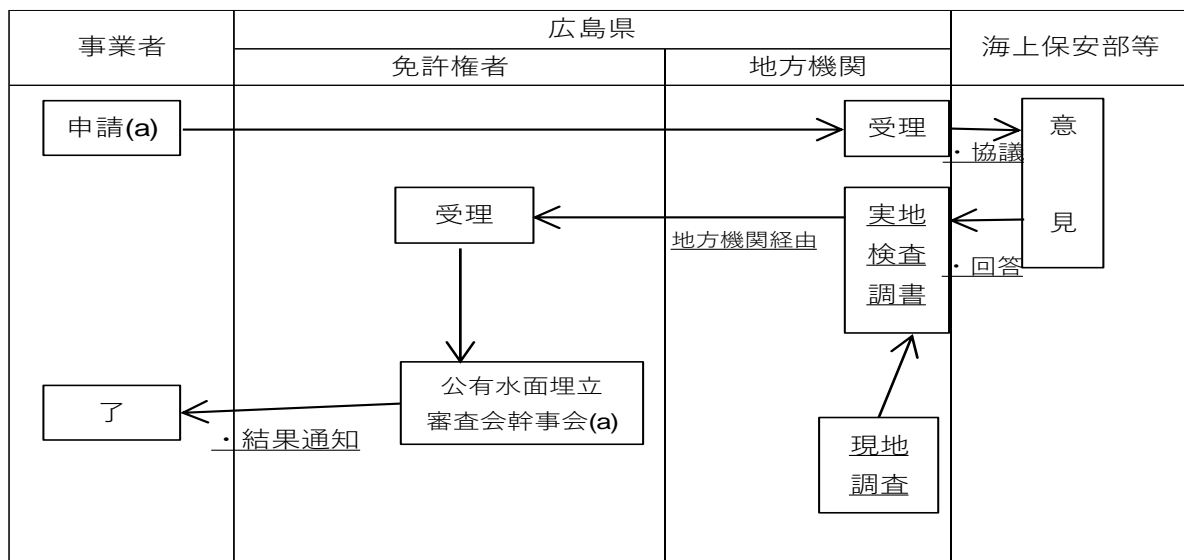 事業者
広島県
海上保安部等
免許権者
地方機関
申請(a)
受理
・協議
意
見
受理
地方機関経由
実地
検査
調書
・回答
公有水面埋立
審査会幹事会(a)
了
・結果通知
現地
調査